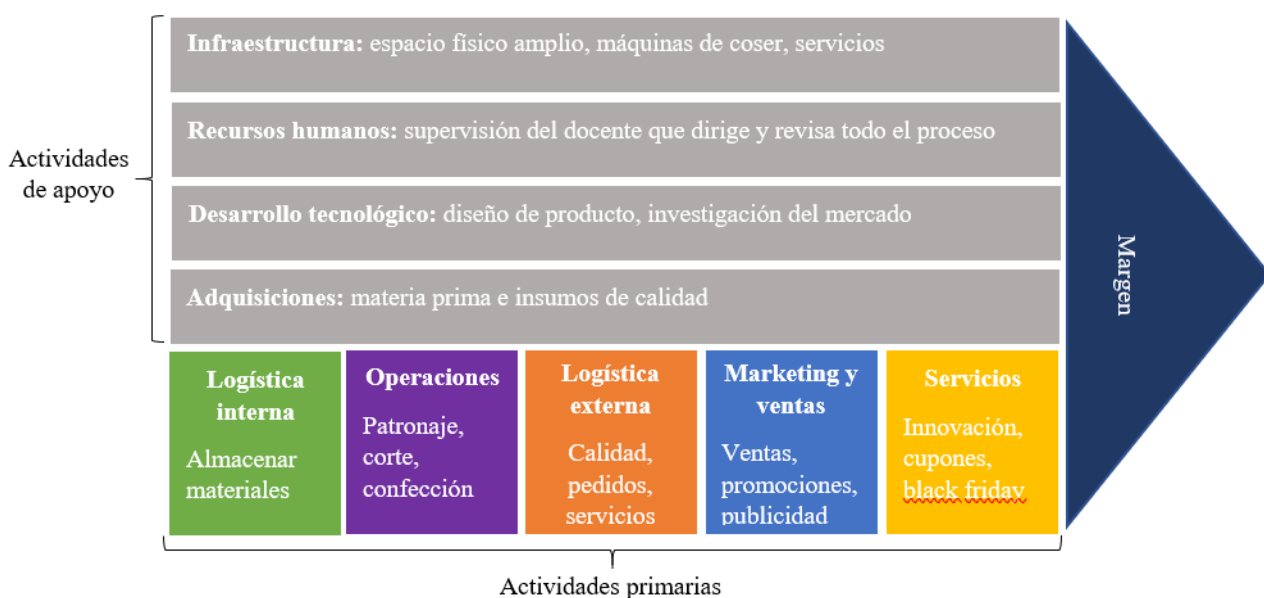 Infraestructura: espacio físico amplio, máquinas de coser, servicios
Recursos humanos: supervisión del docente que dirige y revisa todo el proceso
Actividades
de apoyo
Desarrollo tecnológico: diseño de producto, investigación del mercado
Adquisiciones: materia prima e insumos de calidad
Margen
Logística
interna
Almacenar
materiales
Operaciones
Patronaje,
corte,
confección
Logística
externa
Calidad,
pedidos,
servicios
Marketing y
ventas
Ventas,
promociones,
publicidad
Servicios
Innovación,
cupones,
black friday
Actividades primarias